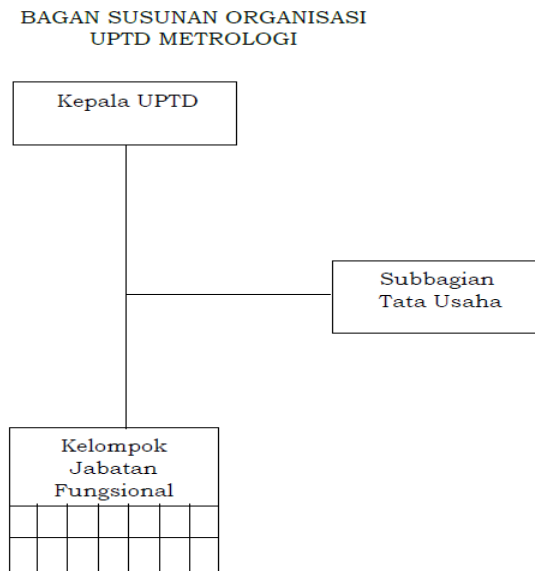 BAGAN SUSUNAN ORGANISASI
UPTD METROLOGI
Kepala UPTD
Subbagian
Tata Usaha
Kelompok
Jabatan
Fungsional